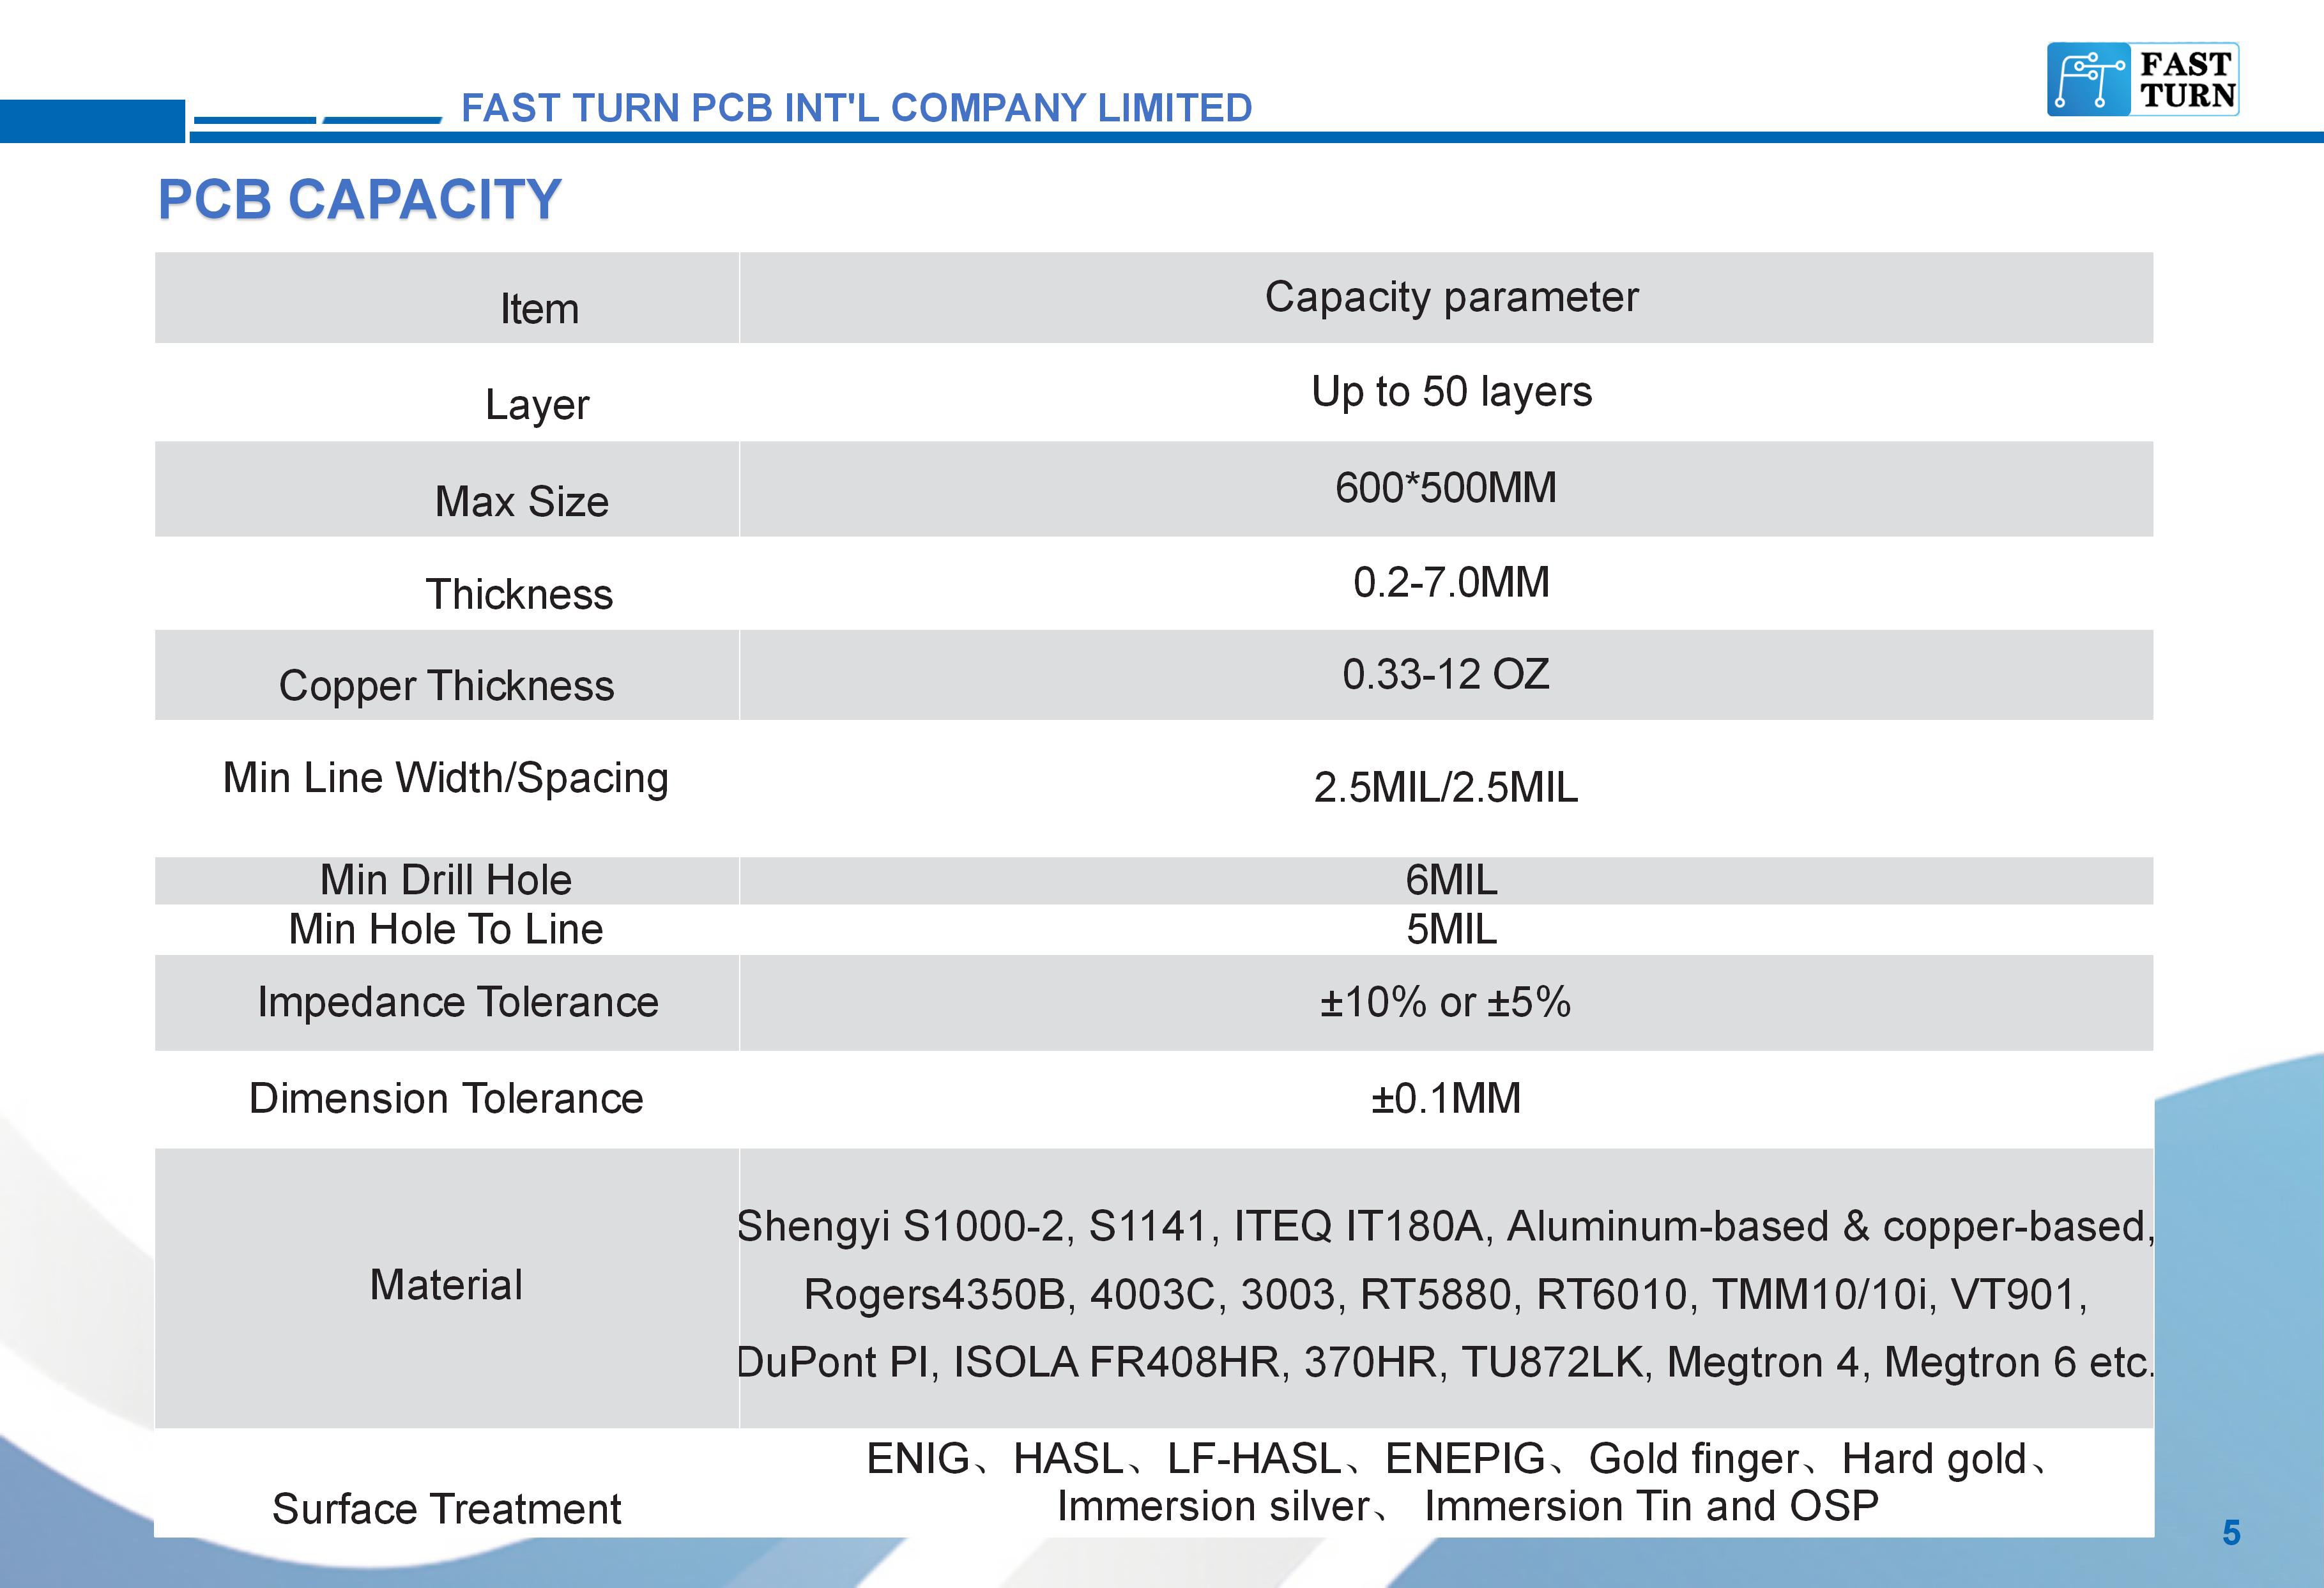 FAST TURN PCB INT'L COMPANY LIMITED
FAST
TURN
PCB CAPACITY
Item
Capacity parameter
Layer
Up to 50 layers
Max Size
600*500MM
Thickness
0.2-7.0MM
Copper Thickness
0.33-12 OZ
Min Line Width/Spacing
2.5MIL/2.5MIL
Min Drill Hole
6MIL
Min Hole To Line
5MIL
Impedance Tolerance
±10% or ±5%
Dimension Tolerance
±0.1MM
Material
Shengyi S1000-2, S1141, ITEQ IT180A, Aluminum-based & copper-based,
Rogers4350B, 4003C, 3003, RT5880, RT6010, TMM10/10i, VT901,
DuPont PI, ISOLA FR408HR, 370HR, TU872LK, Megtron 4, Megtron 6 etc.
Surface Treatment
ENIG、HASL、LF-HASL、ENEPIG、Gold finger、Hard gold、
Immersion silver、 Immersion Tin and OSP
5